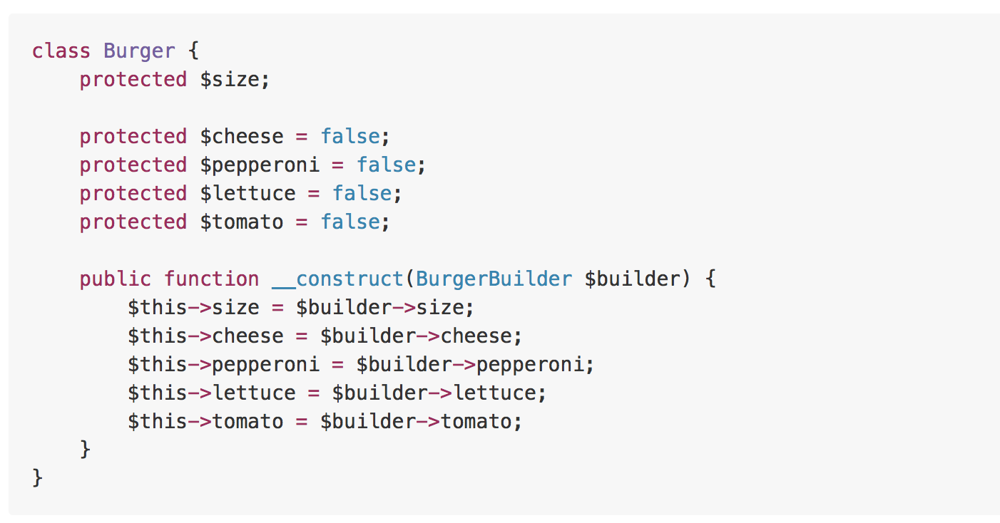 class Burger {
    protected $size;

    protected $cheese = false;
    protected $pepperoni = false;
    protected $lettuce = false;
    protected $tomato = false;

    public function __construct(BurgerBuilder $builder) {
        $this->size = $builder->size;
        $this->cheese = $builder->cheese;
        $this->pepperoni = $builder->pepperoni;
        $this->lettuce = $builder->lettuce;
        $this->tomato = $builder->tomato;
    }
}